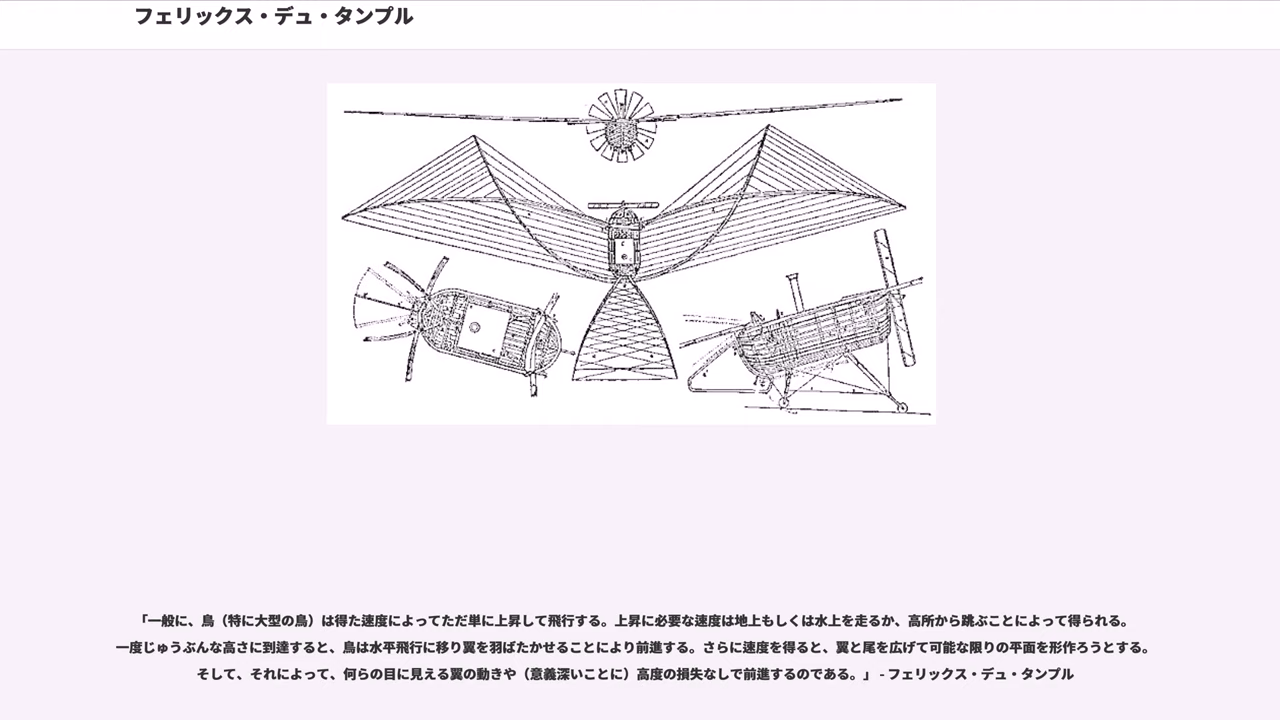 フェリックス・デュ・タンプル
「一般に、鳥（特に大型の鳥）は得た速度によってただ単に上昇して飛行する。上昇に必要な速度は地上もしくは水上を走るか、高所から跳ぶことによって得られる。
一度じゅうぶんな高さに到達すると、鳥は水平飛行に移り翼を羽ばたかせることにより前進する。さらに速度を得ると、翼と尾を広げて可能な限りの平面を形作ろうとする。
そして、それによって、何らの目に見える翼の動きや（意義深いことに）高度の損失なしで前進するのである。」 - フェリックス・デュ・タンプル